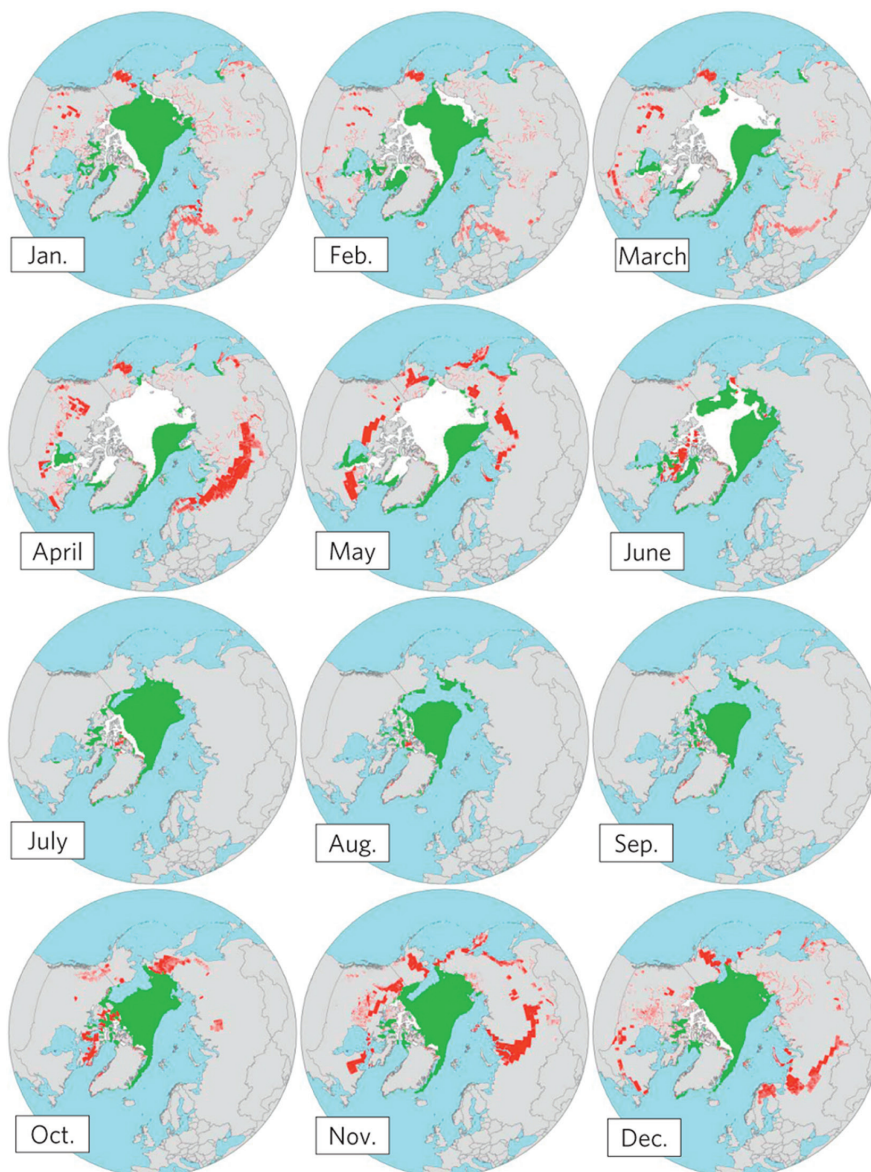 Jan.
Feb.
March
April
May
June
July
Aug.
Sep.
Oct.
Nov.
Dec.